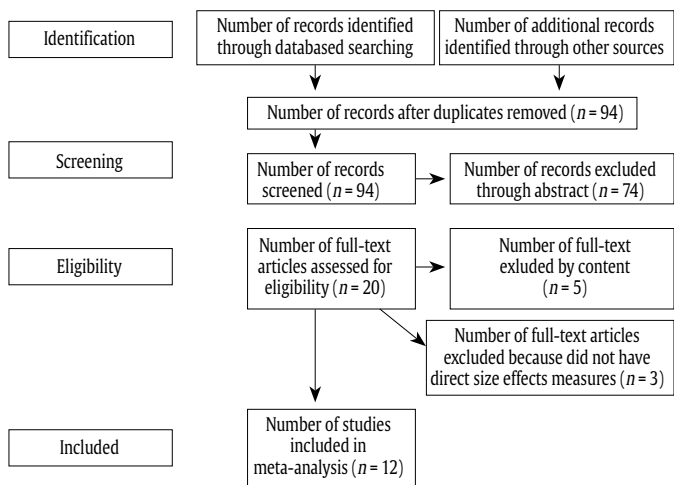 Identification
Number of records identified
through databased searching
Number of additional records
identified through other sources
Number of records after duplicates removed (n = 94)
Screening
Number of records
screened (n = 94)
Number of records excluded
through abstract (n = 74)
Eligibility
Number of full-text
articles assessed for
eligibility (n = 20)
Number of full-text
exluded by content
(n = 5)
Number of full-text articles
excluded because did not have
direct size effects measures (n = 3)
Included
Number of studies
included in
meta-analysis (n = 12)